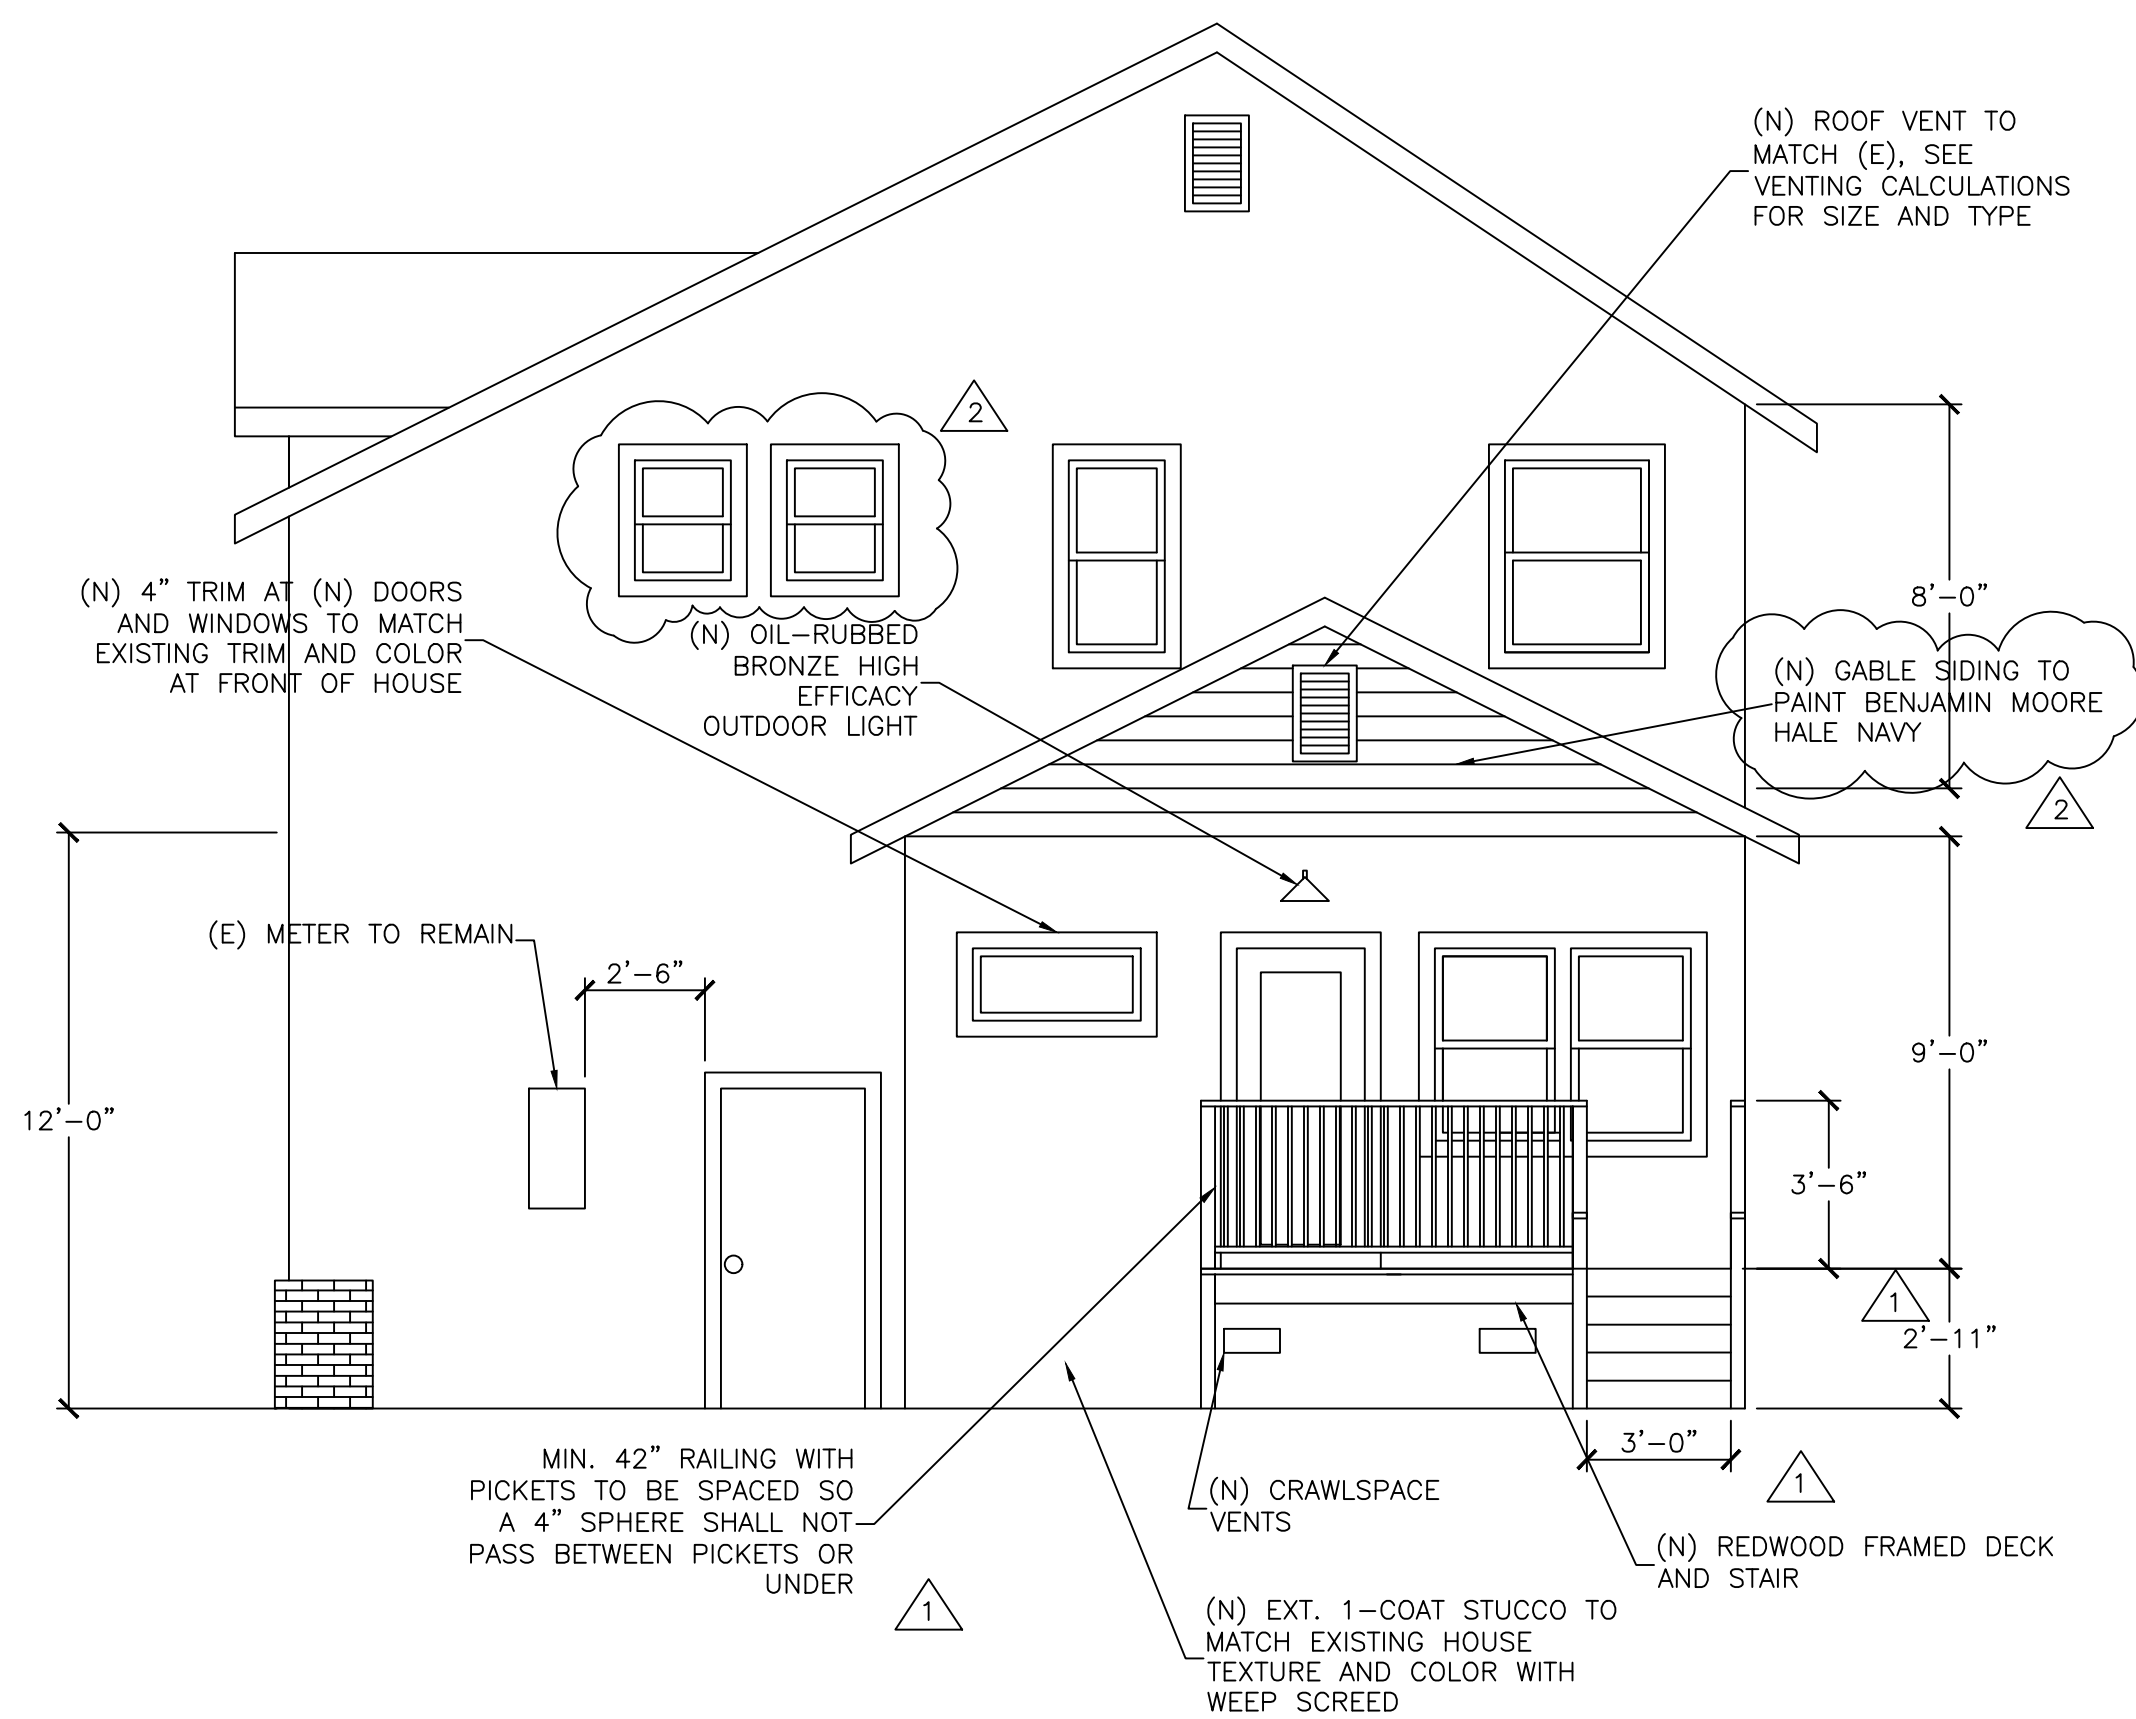 (N) ROOF VENT TO
MATCH (E), SEE
VENTING CALCULATIONS
FOR SIZE AND TYPE
2
8'-0"
(N) 4" TRIM AT (N) DOORS
AND WINDOWS TO MATCH
EXISTING TRIM AND COLOR
AT FRONT OF HOUSE
(N) OIL-RUBBED
BRONZE HIGH
EFFICACY
OUTDOOR LIGHT
(N) GABLE SIDING TO
PAINT BENJAMIN MOORE
HALE NAVY
2
(E) METER TO REMAIN
2'-6"
12'-0"
9'-0"
3'-6"
1
2'-11"
3'-0"
1
MIN. 42" RAILING WITH
PICKETS TO BE SPACED SO
A 4" SPHERE SHALL NOT
PASS BETWEEN PICKETS OR
UNDER
1
(N) CRAWLSPACE
VENTS
(N) REDWOOD FRAMED DECK
AND STAIR
(N) EXT. 1-COAT STUCCO TO
MATCH EXISTING HOUSE
TEXTURE AND COLOR WITH
WEEP SCREED